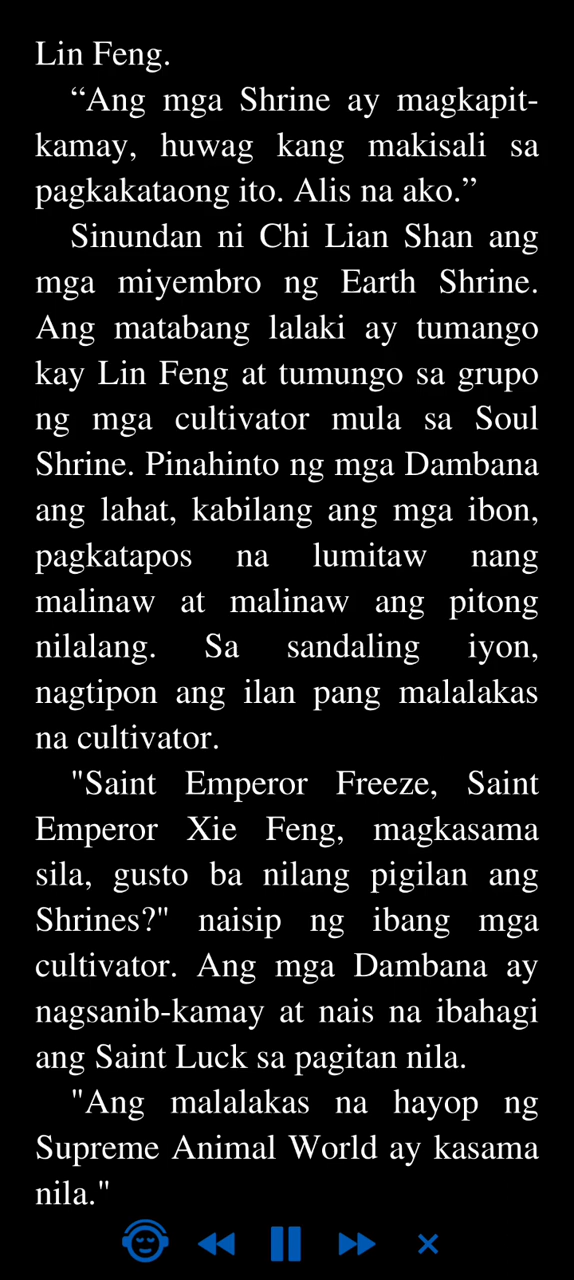 Lin Feng.
“Ang mga Shrine ay magkapit-
kamay, huwag kang makisali sa
pagkakataong ito. Alis na ako.”
Sinundan ni Chi Lian Shan ang
mga miyembro ng Earth Shrine.
Ang matabang lalaki ay tumango
kay Lin Feng at tumungo sa grupo
ng mga cultivator mula sa Soul
Shrine. Pinahinto ng mga Dambana
ang lahat, kabilang ang mga ibon,
pagkatapos na lumitaw nang
malinaw at malinaw ang pitong
nilalang. Sa sandaling iyon,
nagtipon ang ilan pang malalakas
na cultivator.
"Saint Emperor Freeze, Saint
Emperor Xie Feng, magkasama
sila, gusto ba nilang pigilan ang
Shrines?" naisip ng ibang mga
cultivator. Ang mga Dambana ay
nagsanib-kamay at nais na ibahagi
ang Saint Luck sa pagitan nila.
"Ang malalakas na hayop ng
Supreme Animal World ay kasama
nila."